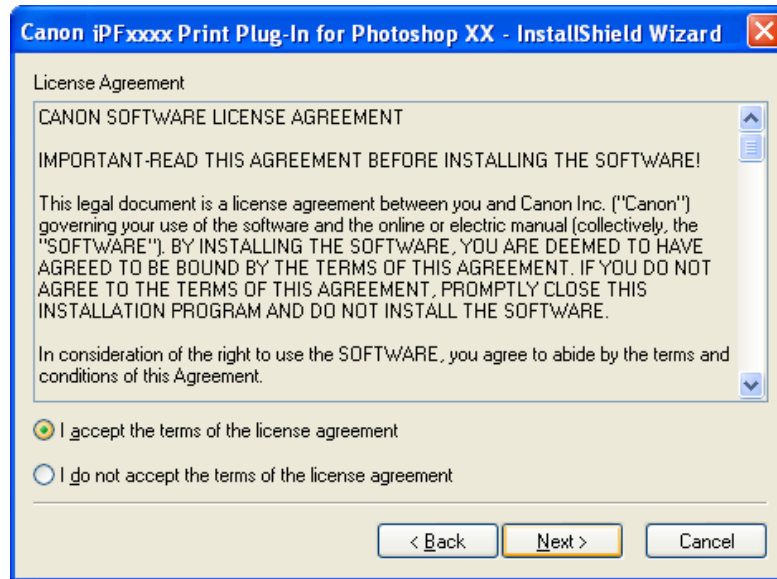 Canon iPFxxxx Print Plug-In for Photoshop XX - InstallShield Wizard
License Agreement
CANON SOFTWARE LICENSE AGREEMENT
IMPORTANT-READ THIS AGREEMENT BEFORE INSTALLING THE SOFTWARE!
This legal document is a license agreement between you and Canon Inc. ("Canon")
governing your use of the software and the online or electric manual (collectively, the
"SOFTWARE"). BY INSTALLING THE SOFTWARE, YOU ARE DEEMED TO HAVE
AGREED TO BE BOUND BY THE TERMS OF THIS AGREEMENT. IF YOU DO NOT
AGREE TO THE TERMS OF THIS AGREEMENT, PROMPTLY CLOSE THIS
INSTALLATION PROGRAM AND DO NOT INSTALL THE SOFTWARE.
In consideration of the right to use the SOFTWARE, you agree to abide by the terms and
conditions of this Agreement.
I accept the terms of the license agreement
I do not accept the terms of the license agreement
< Back Next > Cancel